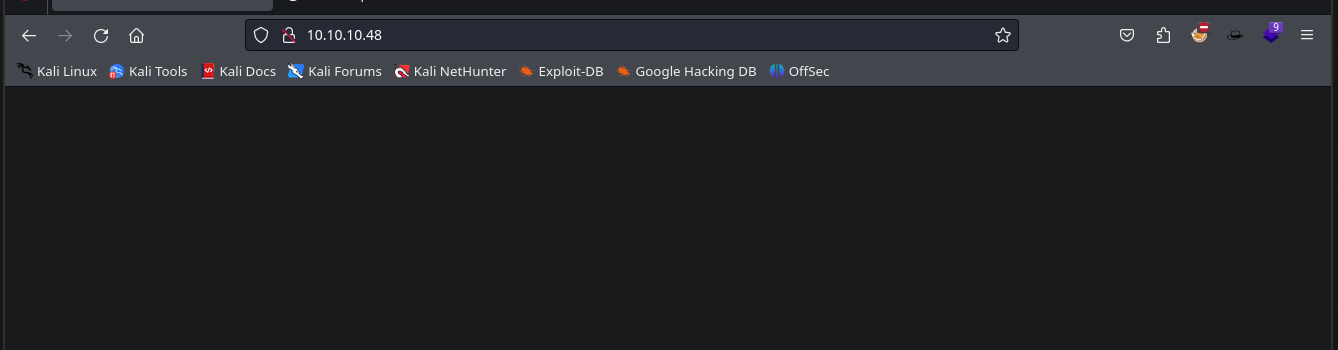 10.10.10.48
9
Kali Linux Kali Tools Kali Docs Kali Forums Kali NetHunter Exploit-DB Google Hacking DB OffSec